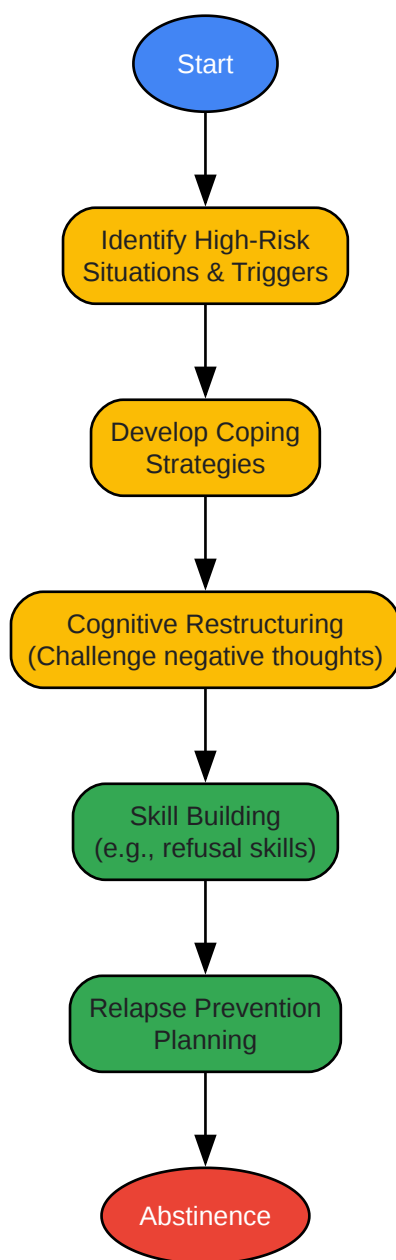 Start
Identify High-Risk
Situations & Triggers
Develop Coping
Strategies
Cognitive Restructuring
(Challenge negative thoughts)
Skill Building
(e.g., refusal skills)
Relapse Prevention
Planning
Abstinence